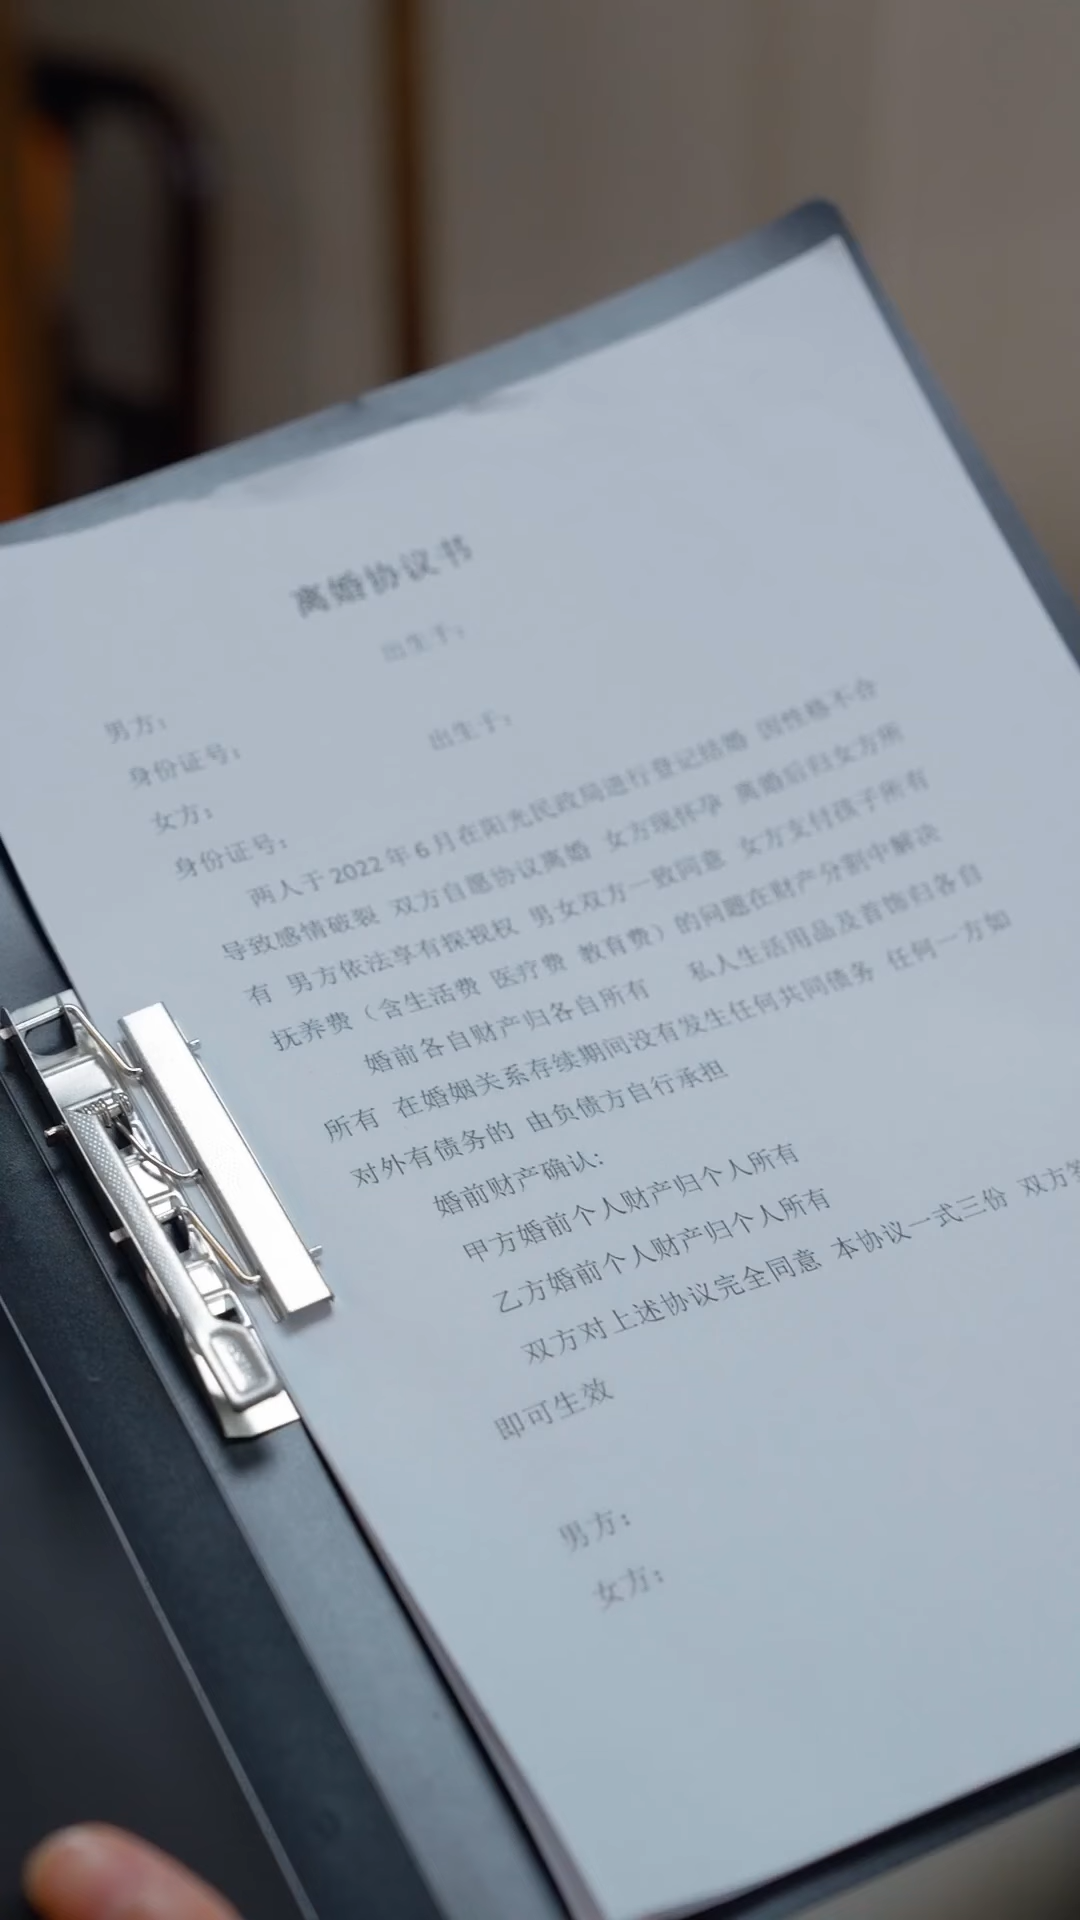 离婚协议书
出生于：
男方：
身份证号： 出生于：
女方：
身份证号：
两人于2022年6月在阳光民政局进行登记结婚 因性格不合
导致感情破裂 双方自愿协议离婚 女方现怀孕 离婚后归女方所
有 男方依法享有探视权 男女双方一致同意 女方支付孩子所有
抚养费（含生活费 医疗费 教育费）的问题在财产分割中解决
婚前各自财产归各自所有 私人生活用品及首饰归各自
所有 在婚姻关系存续期间没有发生任何共同债务 任何一方如
对外有债务的 由负债方自行承担
婚前财产确认:
甲方婚前个人财产归个人所有
乙方婚前个人财产归个人所有
双方对上述协议完全同意 本协议一式三份 双方签
即可生效
男方：
女方：